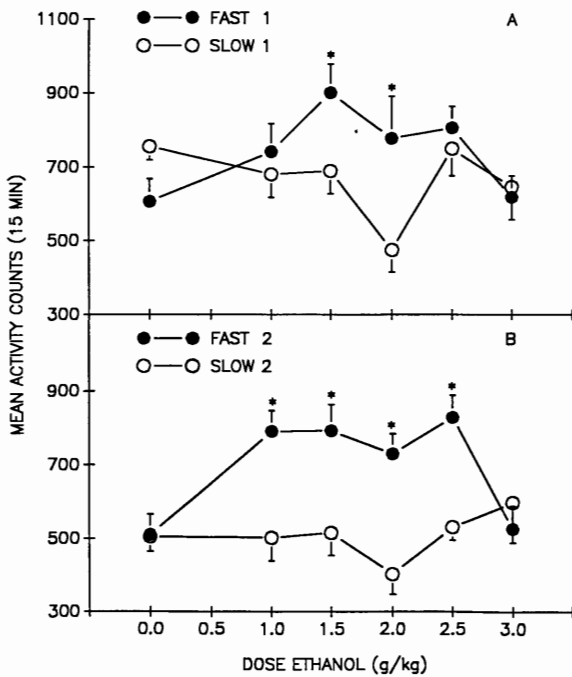 1100
FAST 1
A
SLOW 1
*
*
900
700
500
300
MEAN ACTIVITY COUNTS (15 MIN)
FAST 2
B
SLOW 2
*
*
*
*
900
700
500
300
0.0 0.5 1.0 1.5 2.0 2.5 3.0
DOSE ETHANOL (g/kg)